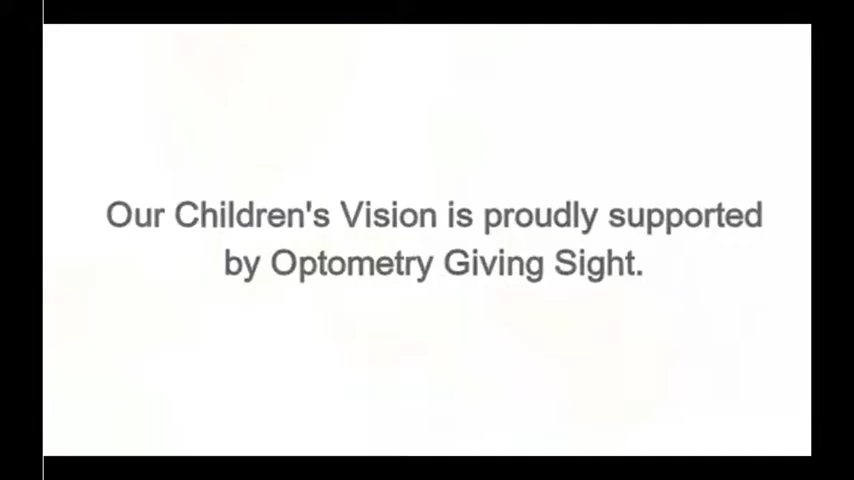 Our Children's Vision is proudly supported
by Optometry Giving Sight.